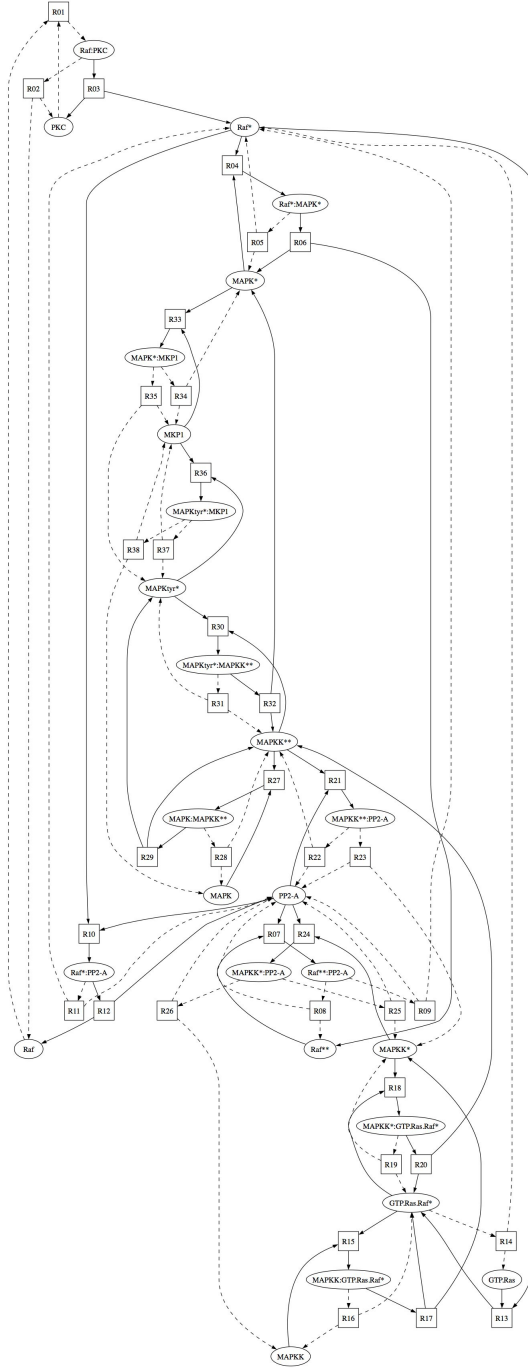 R01
Raf:PKC
R02
R03
PKC
Raf*
R04
Raf*:MAPK*
R05
R06
MAPK*
R33
MAPK*:MKP1
R35
R34
MKP1
R36
MAPKtyr*:MKP1
R38
R37
MAPKtyr*
R30
MAPKtyr*:MAPKK**
R31
R32
MAPKK**
R27
R21
MAPK:MAPKK**
MAPKK**:PP2-A
R29
R28
R22
R23
MAPK
PP2-A
R10
R07
R24
Raf*:PP2-A
MAPKK*:PP2-A
Raf**:PP2-A
R11
R12
R26
R08
R25
R09
Raf
Raf**
MAPKK*
R18
MAPKK*:GTP.Ras.Raf*
R19
R20
GTP.Ras.Raf*
R15
R14
MAPKK:GTP.Ras.Raf*
GTP.Ras
R16
R17
R13
MAPKK